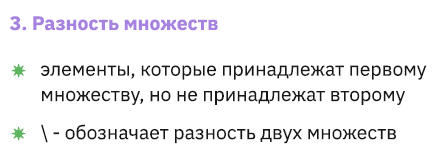 3. Разность множеств
элементы, которые принадлежат первому
множеству, но не принадлежат второму
\ - обозначает разность двух множеств